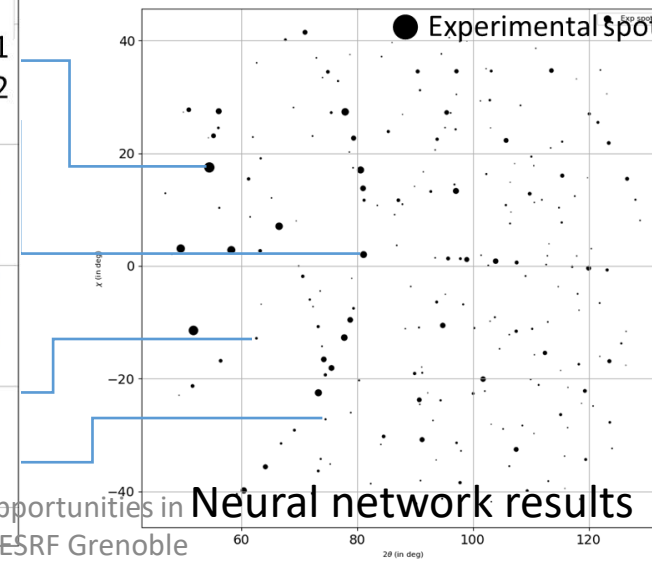 1
2
Experimental spot
Exp spot
40
20
0
−20
−40
χ (in deg)
60
80
100
120
2θ (in deg)
pportunities in
Neural network results
ESRF Grenoble